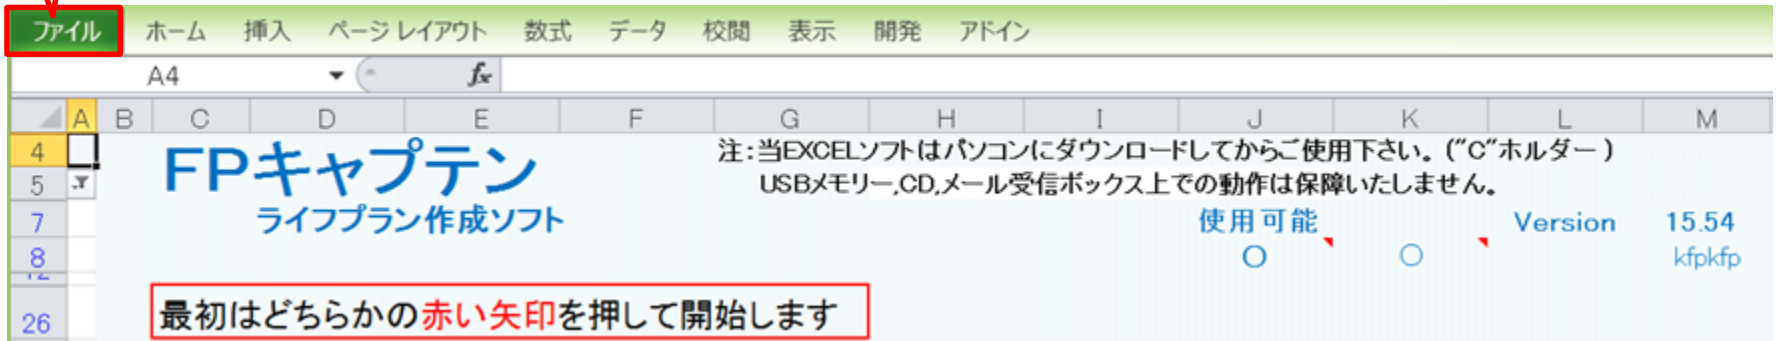 ファイル ホーム 挿入 ページ レイアウト 数式 データ 校閲 表示 開発 アドイン
A4 fx
A B C D E F G H I J K L M
4 FPキャプテン 注:当EXCELソフトはパソコンにダウンロードしてからご使用下さい。("C"ホルダー)
5 USBメモリー,CD,メール受信ボックス上での動作は保障いたしません。
7 ライフプラン作成ソフト 使用可能 Version 15.54
8 ○ ○ kfpkfp
12
26 最初はどちらかの赤い矢印を押して開始します